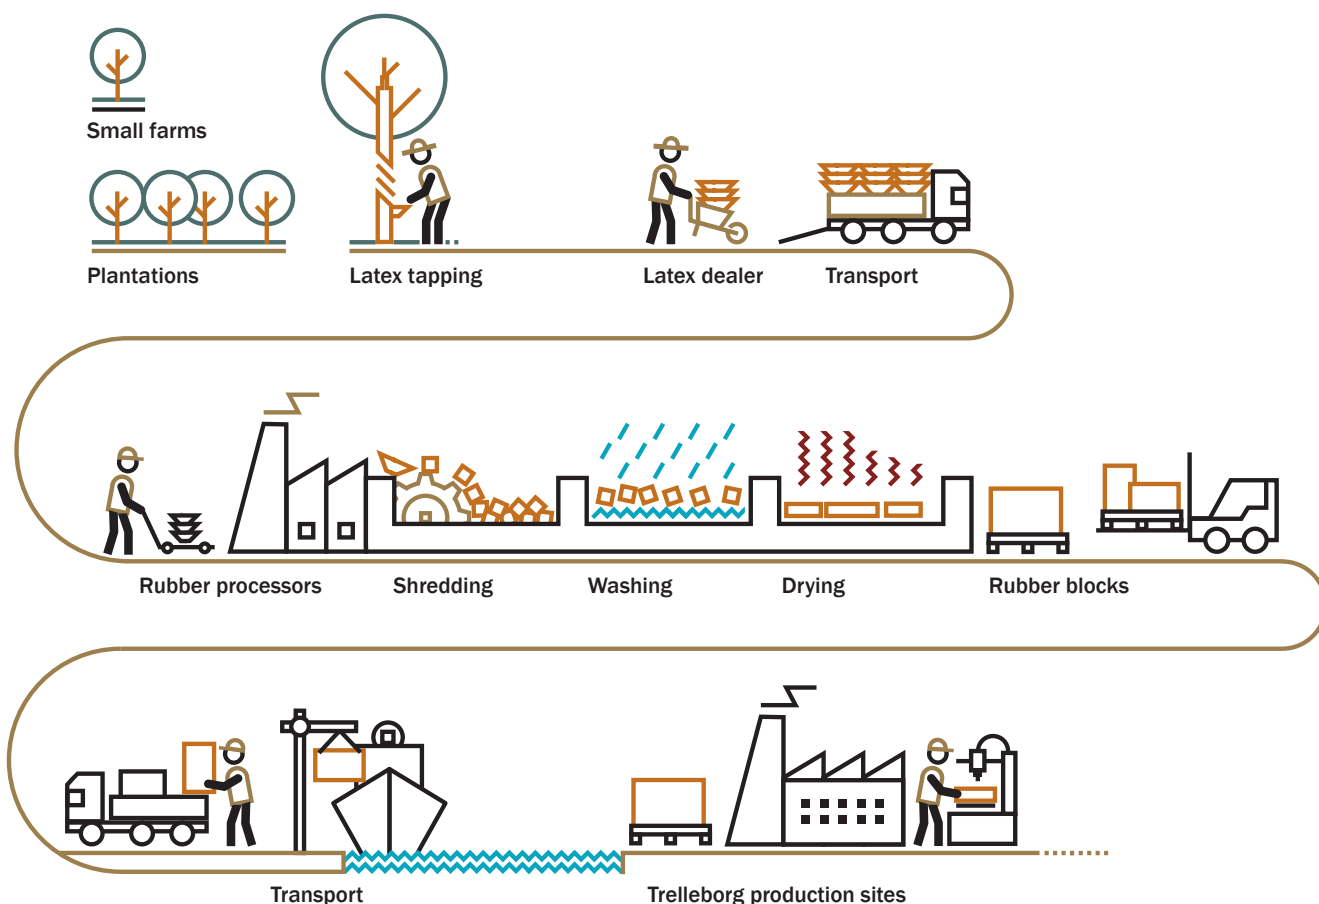 Small farms
Plantations
Latex tapping
Latex dealer
Transport
Rubber processors
Shredding
Washing
Drying
Rubber blocks
Transport
Trelleborg production sites